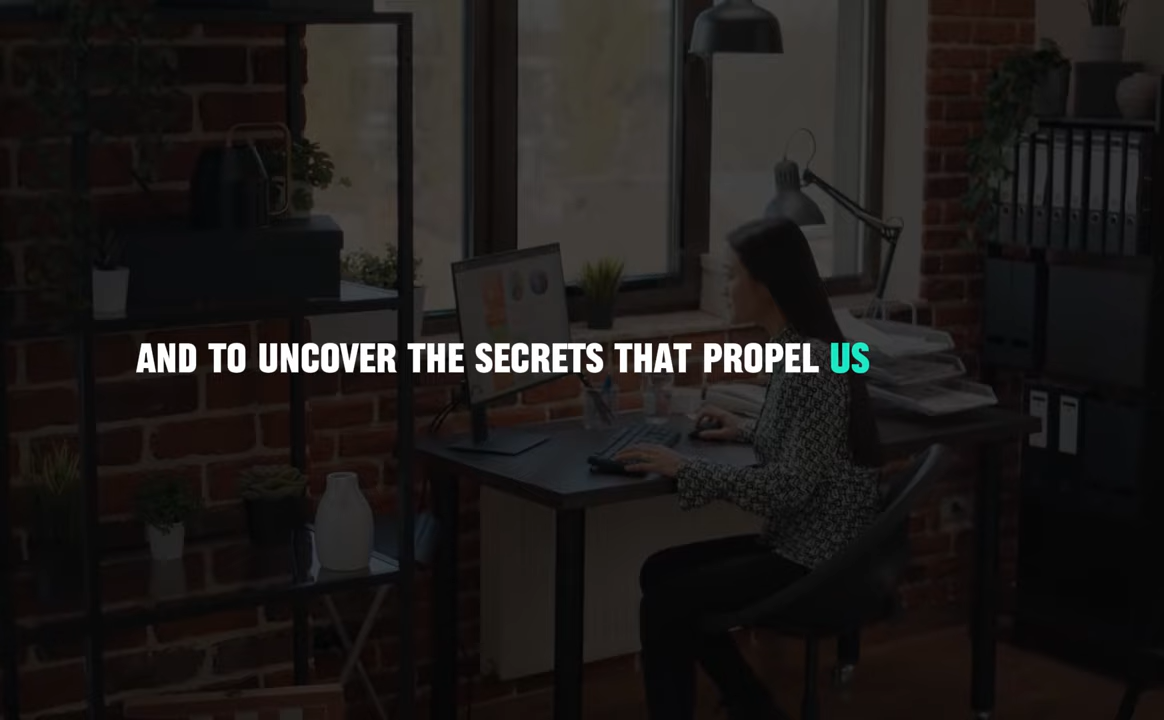 AND TO UNCOVER THE SECRETS THAT PROPEL US